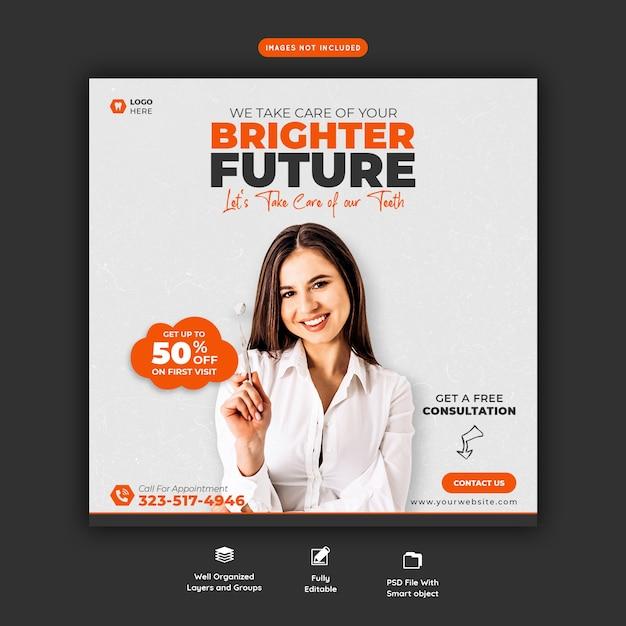 IMAGES NOT INCLUDED
LOGO
HERE
WE TAKE CARE OF YOUR
BRIGHTER
FUTURE
Let's Take Care of our Teeth
GET UP TO
50% OFF
ON FIRST VISIT
GET A FREE
CONSULTATION
CONTACT US
Call For Appointment
323-517-4946
www.yourwebsite.com
Well Organized
Layers and Groups
Fully
Editable
PSD File With
Smart object